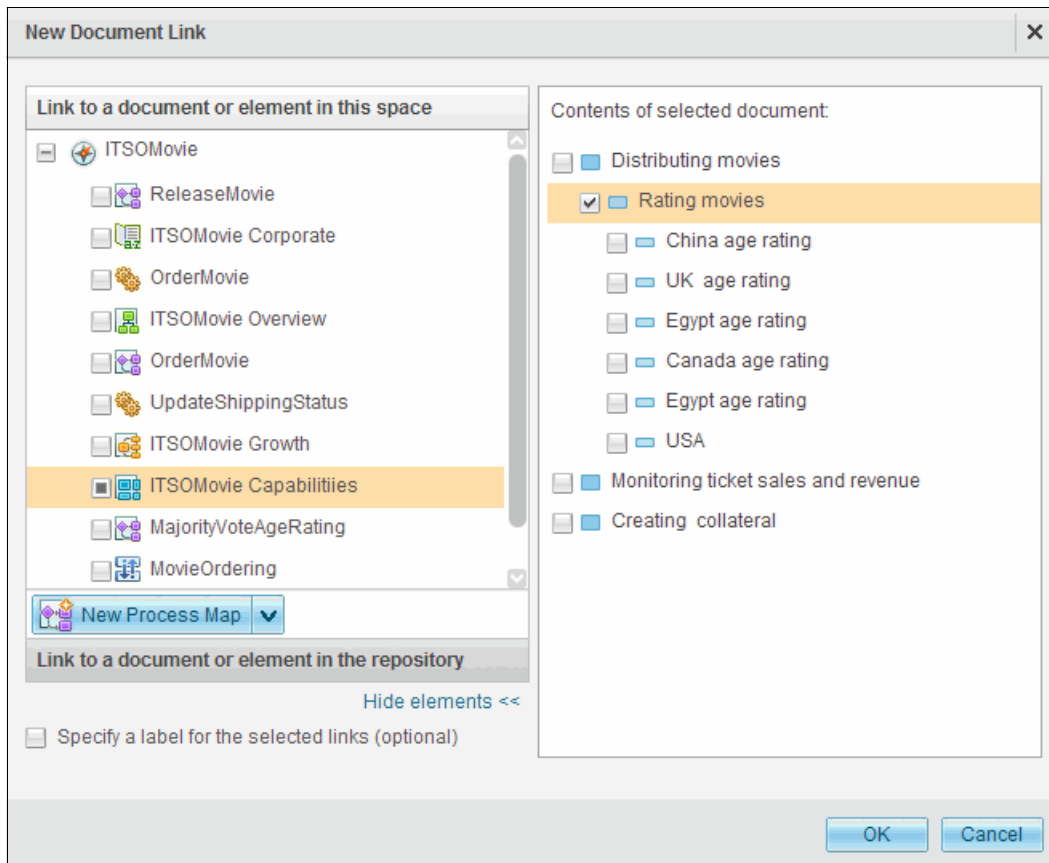 New Document Link
Link to a document or element in this space
ITSOMovie
ReleaseMovie
ITSOMovie Corporate
OrderMovie
ITSOMovie Overview
OrderMovie
UpdateShippingStatus
ITSOMovie Growth
ITSOMovie Capabilitiies
MajorityVoteAgeRating
MovieOrdering
New Process Map
Link to a document or element in the repository
Hide elements <<
Specify a label for the selected links (optional)
Contents of selected document:
Distributing movies
Rating movies
China age rating
UK age rating
Egypt age rating
Canada age rating
Egypt age rating
USA
Monitoring ticket sales and revenue
Creating collateral
OK
Cancel